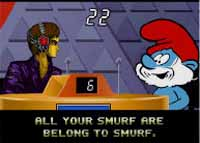 22
6
ALL YOUR SMURF ARE
BELONG TO SMURF.